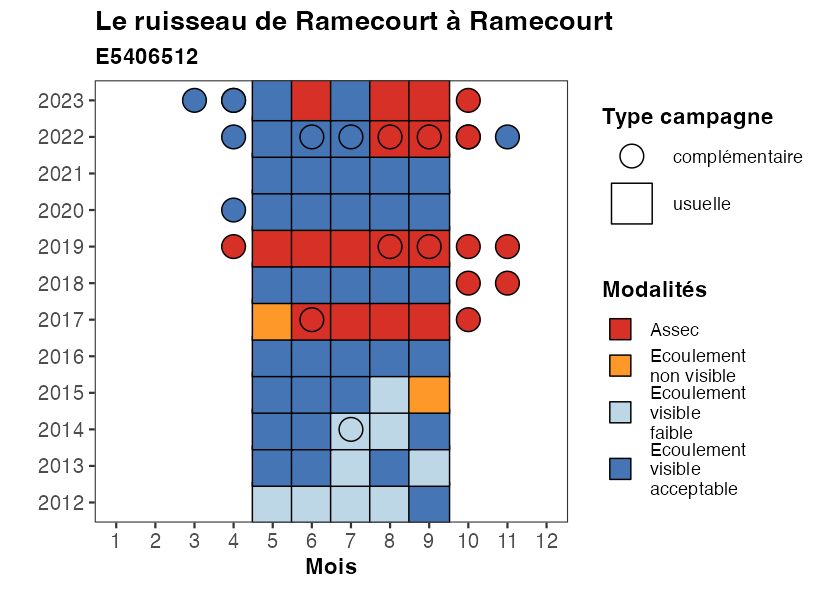 Le ruisseau de Ramecourt à Ramecourt
E5406512
2023
2022
2021
2020
2019
2018
2017
2016
2015
2014
2013
2012
1 2 3 4 5 6 7 8 9 10 11 12
Mois
Type campagne
complémentaire
usuelle
Modalités
Assec
Ecoulement
non visible
Ecoulement
visible
faible
Ecoulement
visible
acceptable